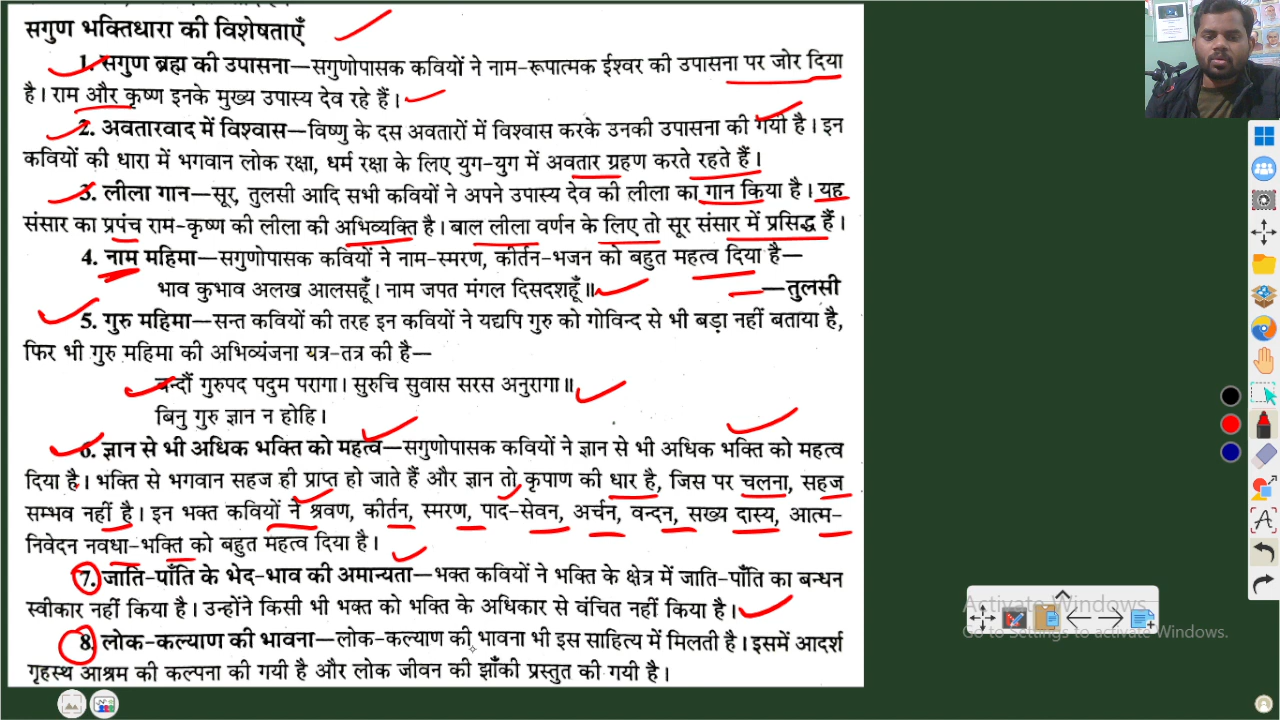 सगुण भक्तिधारा की विशेषताएँ
1. सगुण ब्रह्म की उपासना—सगुणोपासक कवियों ने नाम-रूपात्मक ईश्वर की उपासना पर जोर दिया
है। राम और कृष्ण इनके मुख्य उपास्य देव रहे हैं।
2. अवतारवाद में विश्वास—विष्णु के दस अवतारों में विश्वास करके उनकी उपासना की गयी है। इन
कवियों की धारा में भगवान लोक रक्षा, धर्म रक्षा के लिए युग-युग में अवतार ग्रहण करते रहते हैं।
3. लीला गान—सूर, तुलसी आदि सभी कवियों ने अपने उपास्य देव की लीला का गान किया है। यह
संसार का प्रपंच राम-कृष्ण की लीला की अभिव्यक्ति है। बाल लीला वर्णन के लिए तो सूर संसार में प्रसिद्ध हैं।
4. नाम महिमा—सगुणोपासक कवियों ने नाम-स्मरण, कीर्तन-भजन को बहुत महत्व दिया है—
भाव कुभाव अलख आलसहूँ। नाम जपत मंगल दिसदशहूँ॥ —तुलसी
5. गुरु महिमा—सन्त कवियों की तरह इन कवियों ने यद्यपि गुरु को गोविन्द से भी बड़ा नहीं बताया है,
फिर भी गुरु महिमा की अभिव्यंजना यत्र-तत्र की है—
बन्दौं गुरुपद पदुम परागा। सुरुचि सुवास सरस अनुरागा॥
बिनु गुरु ज्ञान न होहि।
6. ज्ञान से भी अधिक भक्ति को महत्व—सगुणोपासक कवियों ने ज्ञान से भी अधिक भक्ति को महत्व
दिया है। भक्ति से भगवान सहज ही प्राप्त हो जाते हैं और ज्ञान तो कृपाण की धार है, जिस पर चलना, सहज
सम्भव नहीं है। इन भक्त कवियों ने श्रवण, कीर्तन, स्मरण, पाद-सेवन, अर्चन, वन्दन, सख्य दास्य, आत्म-
निवेदन नवधा-भक्ति को बहुत महत्व दिया है।
7. जाति-पाँति के भेद-भाव की अमान्यता—भक्त कवियों ने भक्ति के क्षेत्र में जाति-पाँति का बन्धन
स्वीकार नहीं किया है। उन्होंने किसी भी भक्त को भक्ति के अधिकार से वंचित नहीं किया है।
8. लोक-कल्याण की भावना—लोक-कल्याण की भावना भी इस साहित्य में मिलती है। इसमें आदर्श
गृहस्थ आश्रम की कल्पना की गयी है और लोक जीवन की झाँकी प्रस्तुत की गयी है।
Activate Windows
Go to Settings to activate Windows.